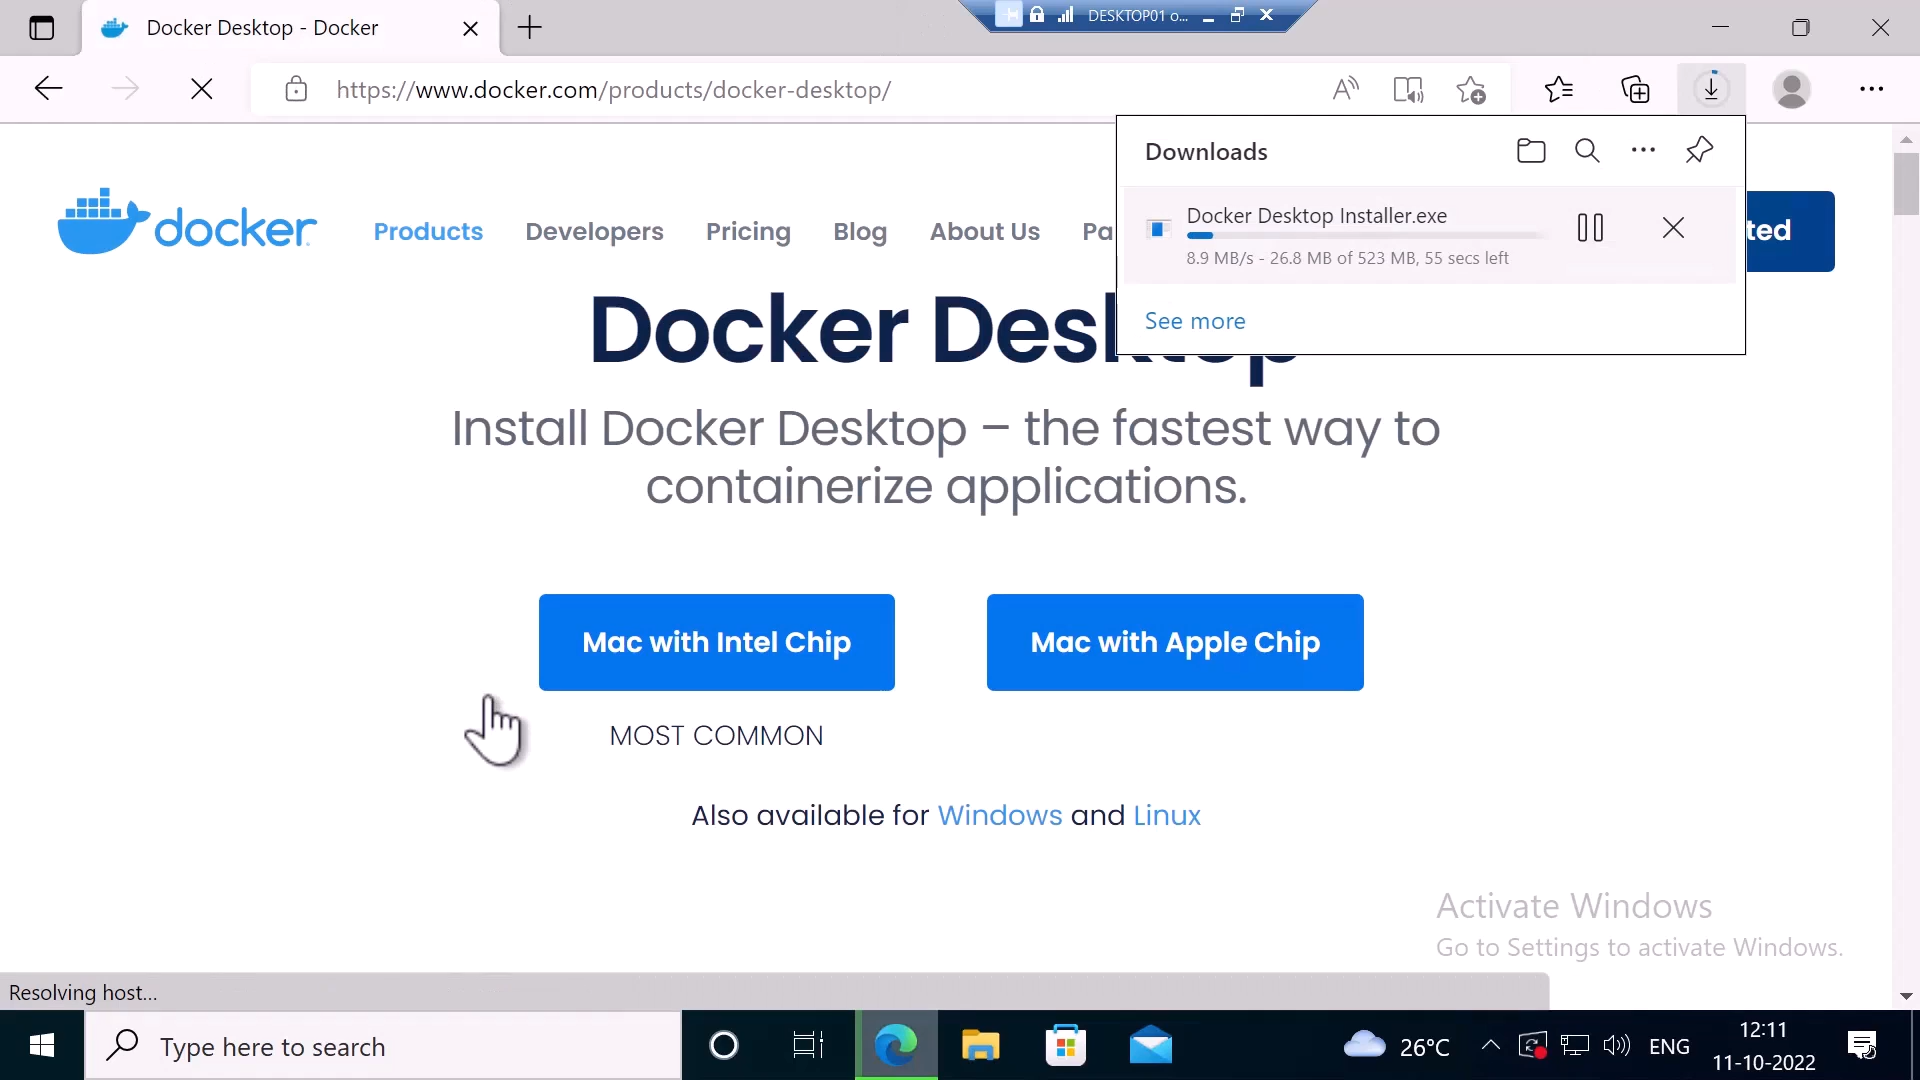 Docker Desktop - Docker
DESKTOP01 o...
https://www.docker.com/products/docker-desktop/
Downloads
Docker Desktop Installer.exe
8.9 MB/s - 26.8 MB of 523 MB, 55 secs left
See more
docker
Products
Developers
Pricing
Blog
About Us
Pa
ted
Docker Desktop
Install Docker Desktop – the fastest way to
containerize applications.
Mac with Intel Chip
Mac with Apple Chip
MOST COMMON
Also available for Windows and Linux
Activate Windows
Go to Settings to activate Windows.
Resolving host...
Type here to search
26°C
ENG
12:11
11-10-2022